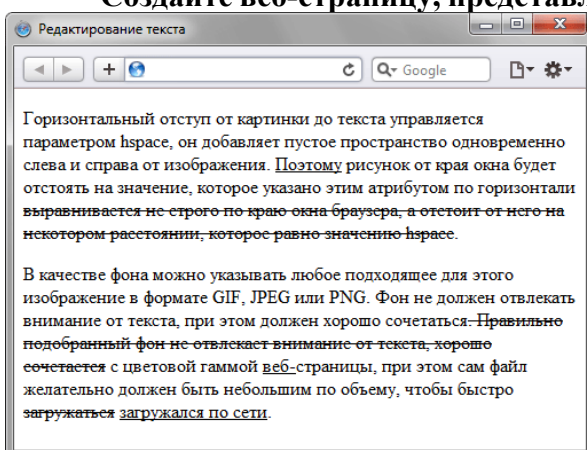 Создайте веб-страницу, представл
Редактирование текста
Google
Горизонтальный отступ от картинки до текста управляется
параметром hspace, он добавляет пустое пространство одновременно
слева и справа от изображения. Поэтому рисунок от края окна будет
отстоять на значение, которое указано этим атрибутом по горизонтали
выравнивается не строго по краю окна браузера, а отстоит от него на
некотором расстоянии, которое равно значению hspace.
В качестве фона можно указывать любое подходящее для этого
изображение в формате GIF, JPEG или PNG. Фон не должен отвлекать
внимание от текста, при этом должен хорошо сочетаться. Правильно
подобранный фон не отвлекает внимание от текста, хорошо
сочетается с цветовой гаммой веб-страницы, при этом сам файл
желательно должен быть небольшим по объему, чтобы быстро
загружаться загружался по сети.